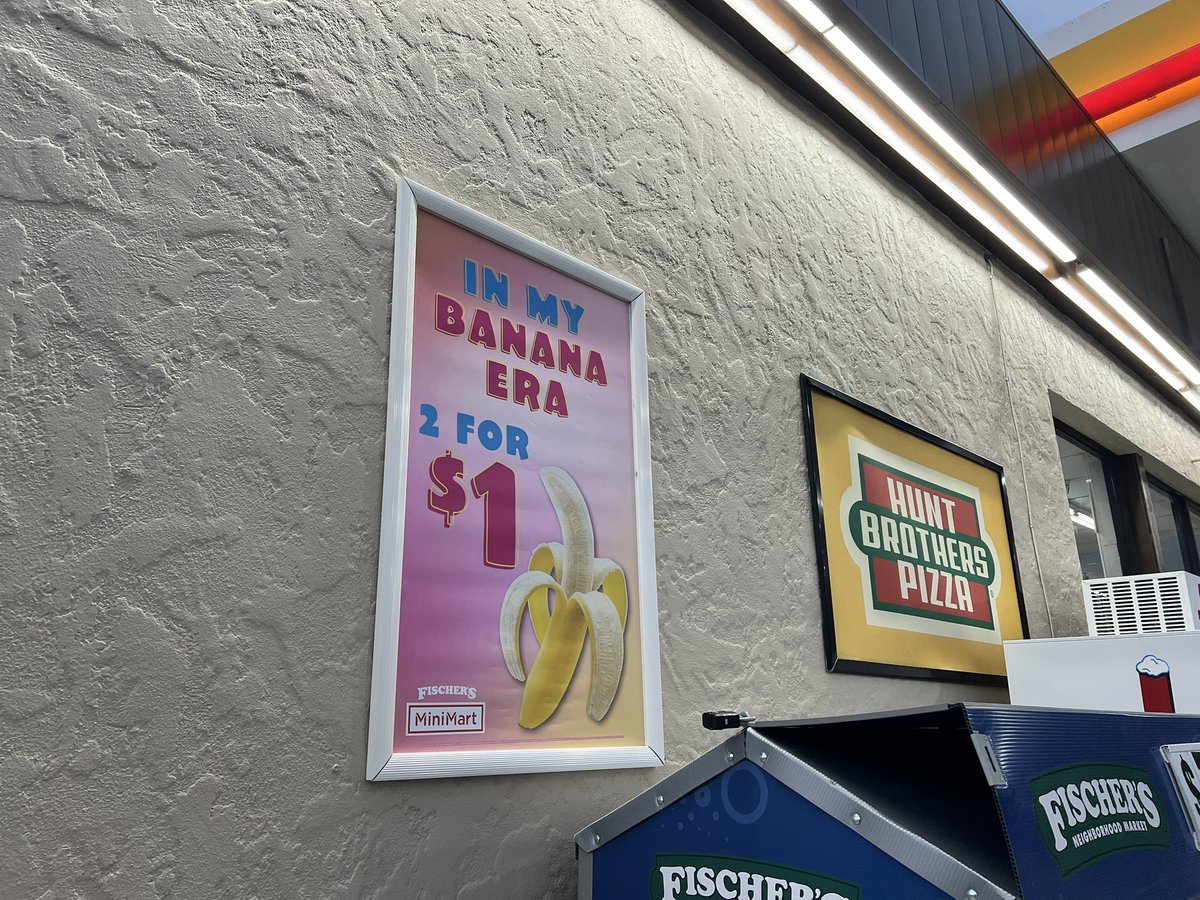 IN MY
BANANA
ERA
2 FOR
$1
FISCHER'S
MiniMart
HUNT
BROTHERS
PIZZA
FISCHER'S
NEIGHBORHOOD MARKET
FISCHER'S